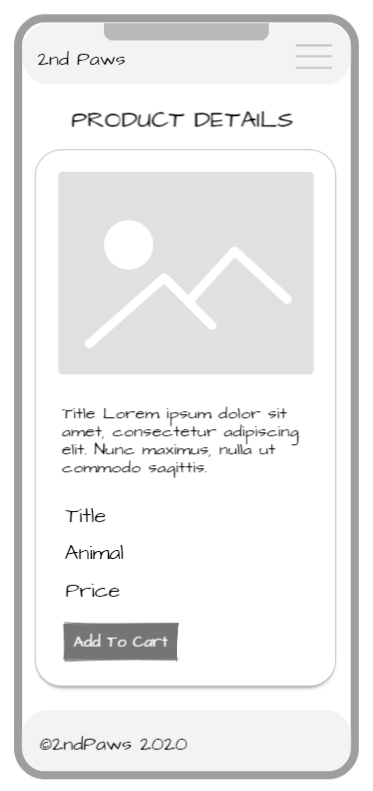 2nd Paws
PRODUCT DETAILS
Title Lorem ipsum dolor sit
amet, consectetur adipiscing
elit. Nunc maximus, nulla ut
commodo sagittis.
Title
Animal
Price
Add To Cart
©2ndPaws 2020